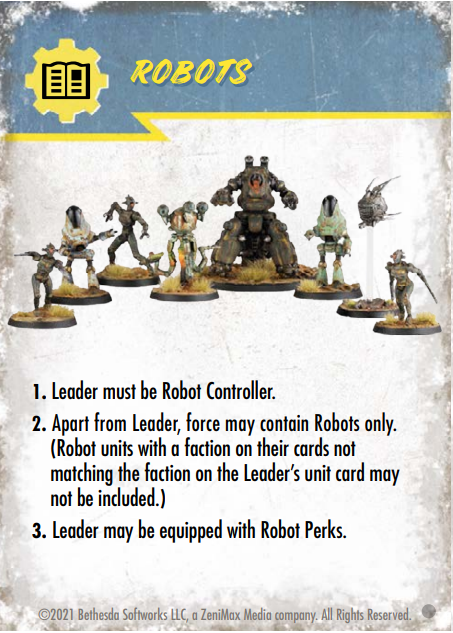 ROBOTS
1. Leader must be Robot Controller.
2. Apart from Leader, force may contain Robots only.
(Robot units with a faction on their cards not
matching the faction on the Leader's unit card may
not be included.)
3. Leader may be equipped with Robot Perks.
©2021 Bethesda Softworks LLC, a ZeniMax Media company. All Rights Reserved.